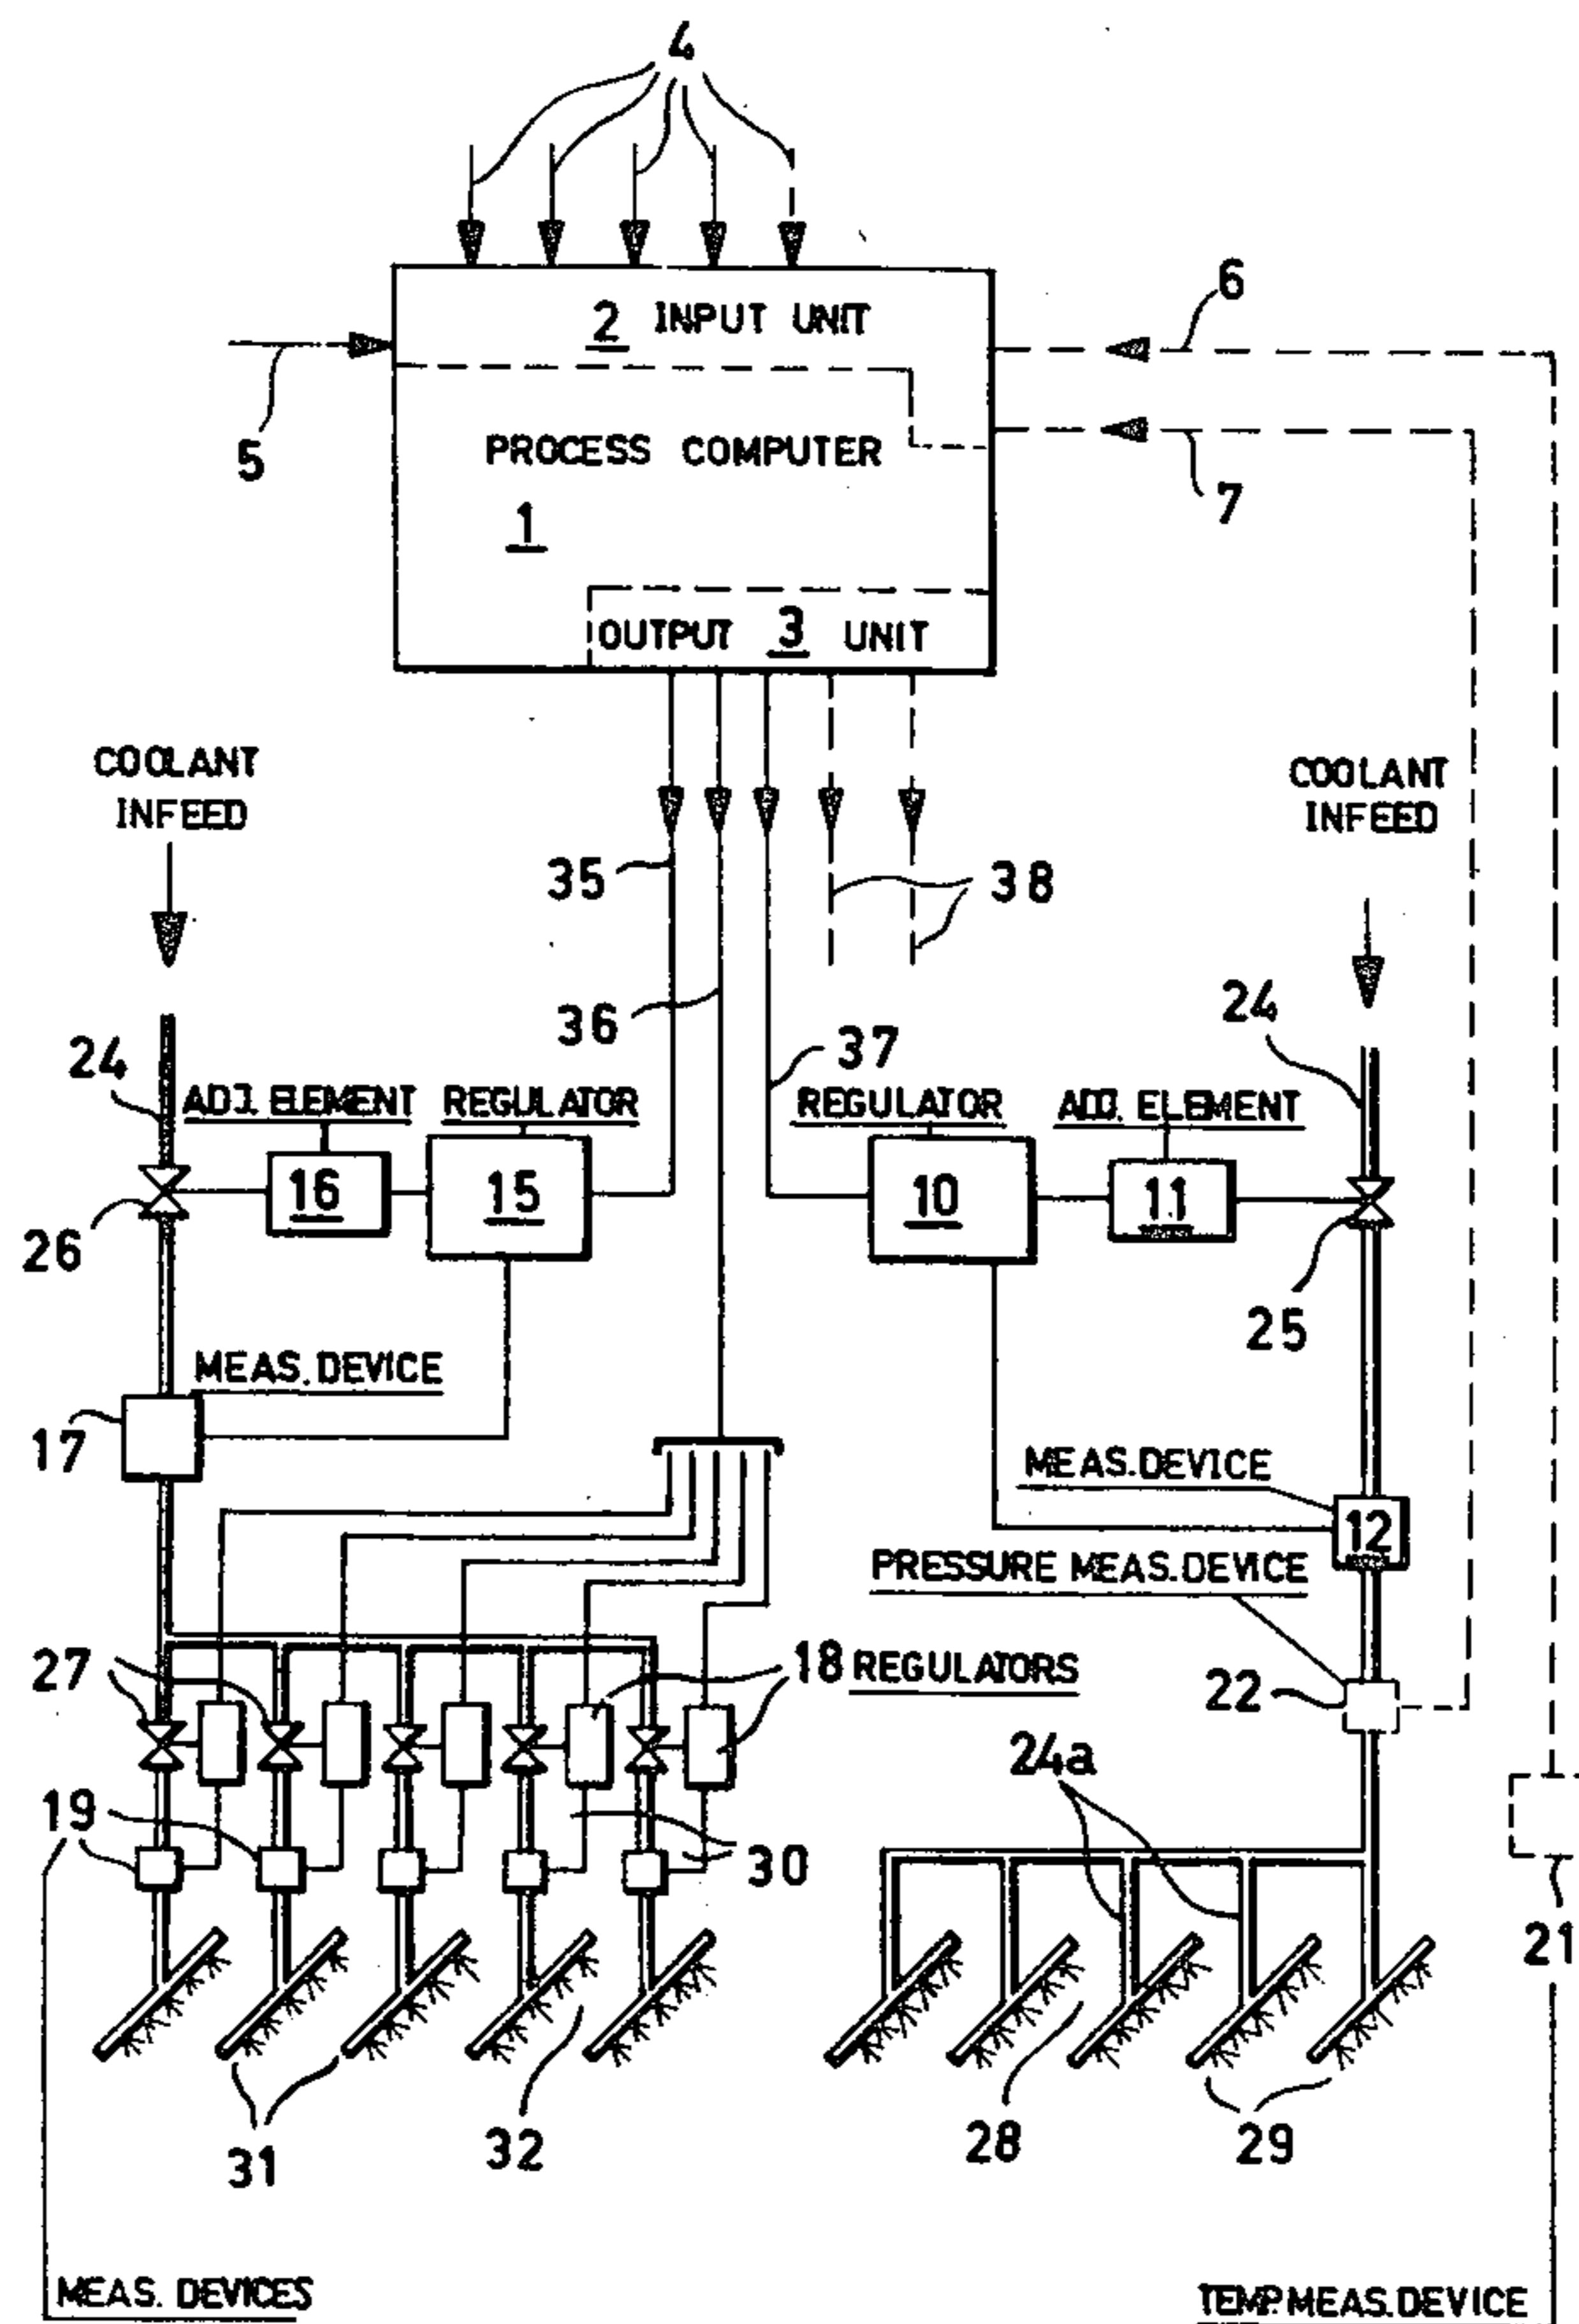 4
2 INPUT UNIT
6
5
PROCESS COMPUTER
7
1
OUTPUT 3 UNIT
COOLANT
INFEED
COOLANT
INFEED
35
38
36
37
24
24
ADJ. ELEMENT
REGULATOR
REGULATOR
ADJ. ELEMENT
16
15
10
11
26
25
MEAS. DEVICE
17
MEAS. DEVICE
12
PRESSURE MEAS. DEVICE
27
18 REGULATORS
22
24a
19
30
21
31
32
28
29
MEAS. DEVICES
TEMP. MEAS. DEVICE